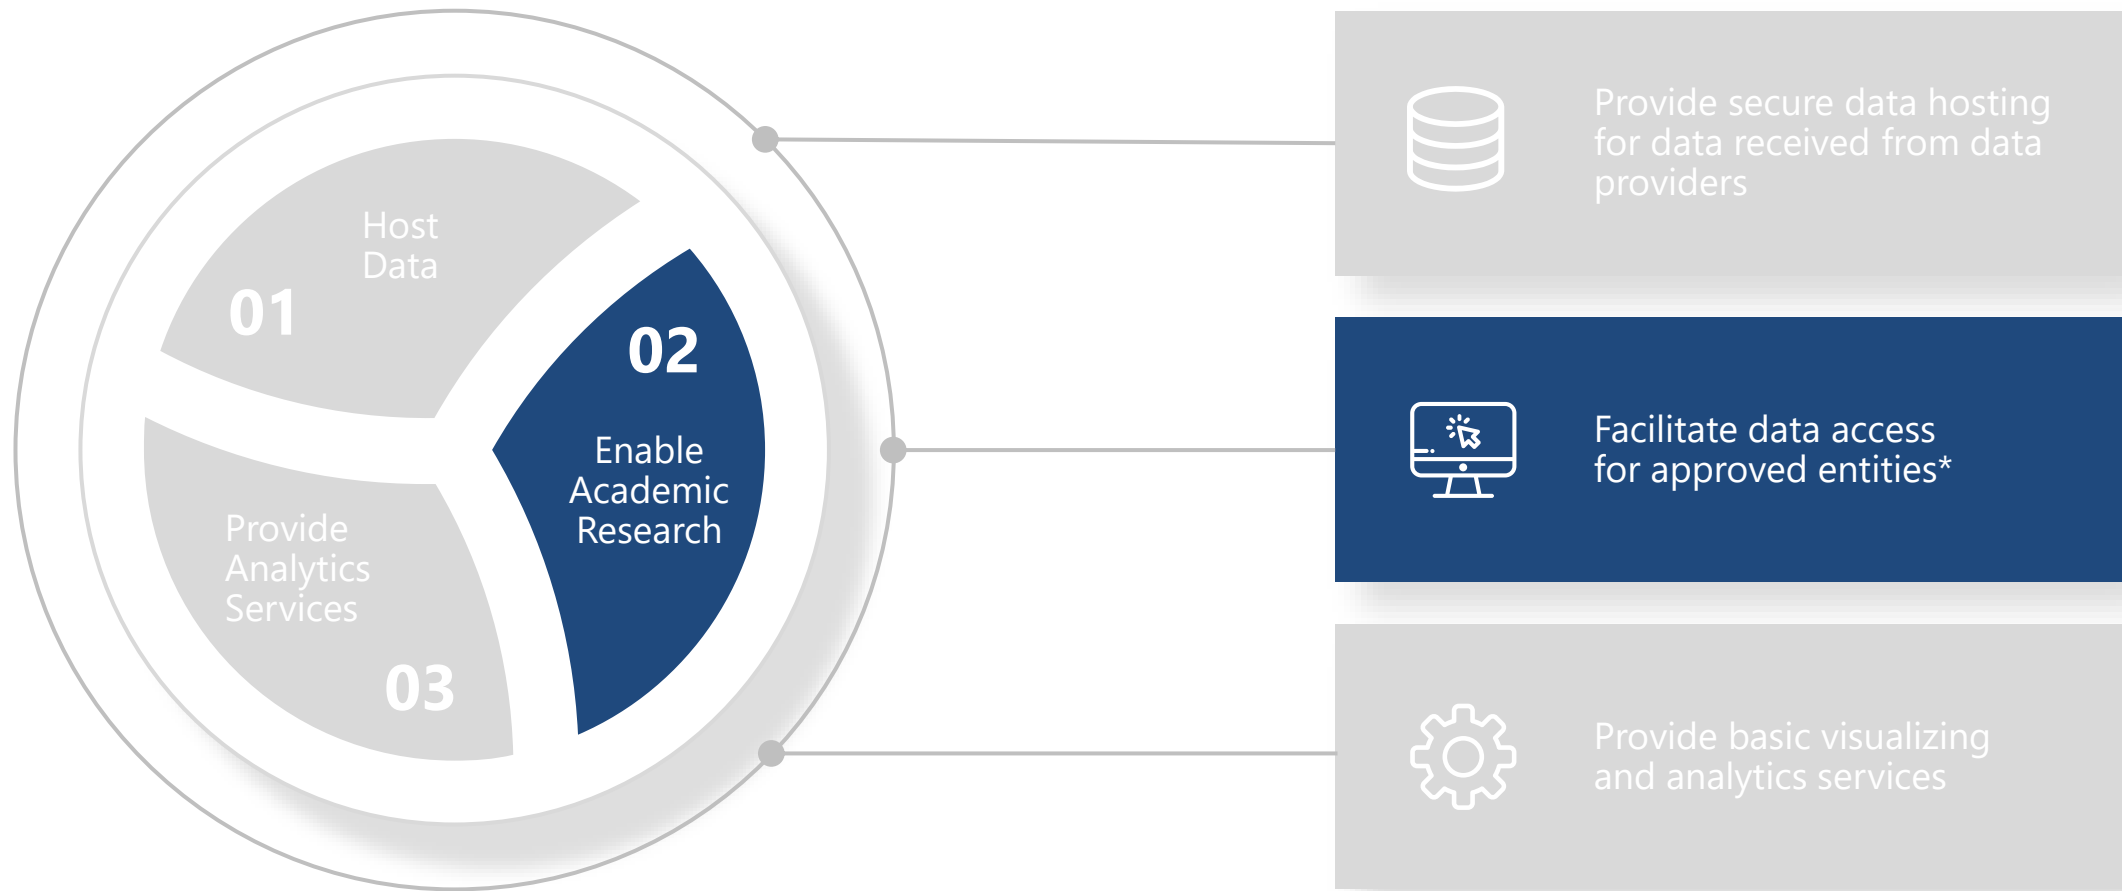 Host
Data
01
02
Enable
Academic
Research
Provide
Analytics
Services
03
Provide secure data hosting
for data received from data
providers
Facilitate data access
for approved entities*
Provide basic visualizing
and analytics services